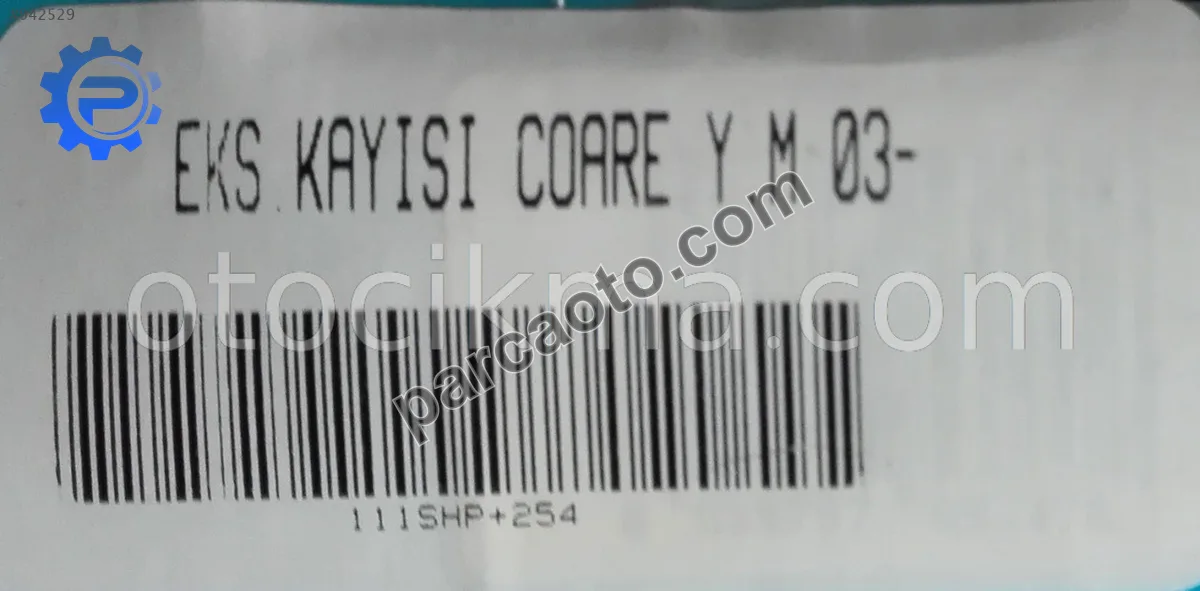 EKS.KAYISI COARE Y M 03-
parcaoto.com
otocikma.com
111SHP+254